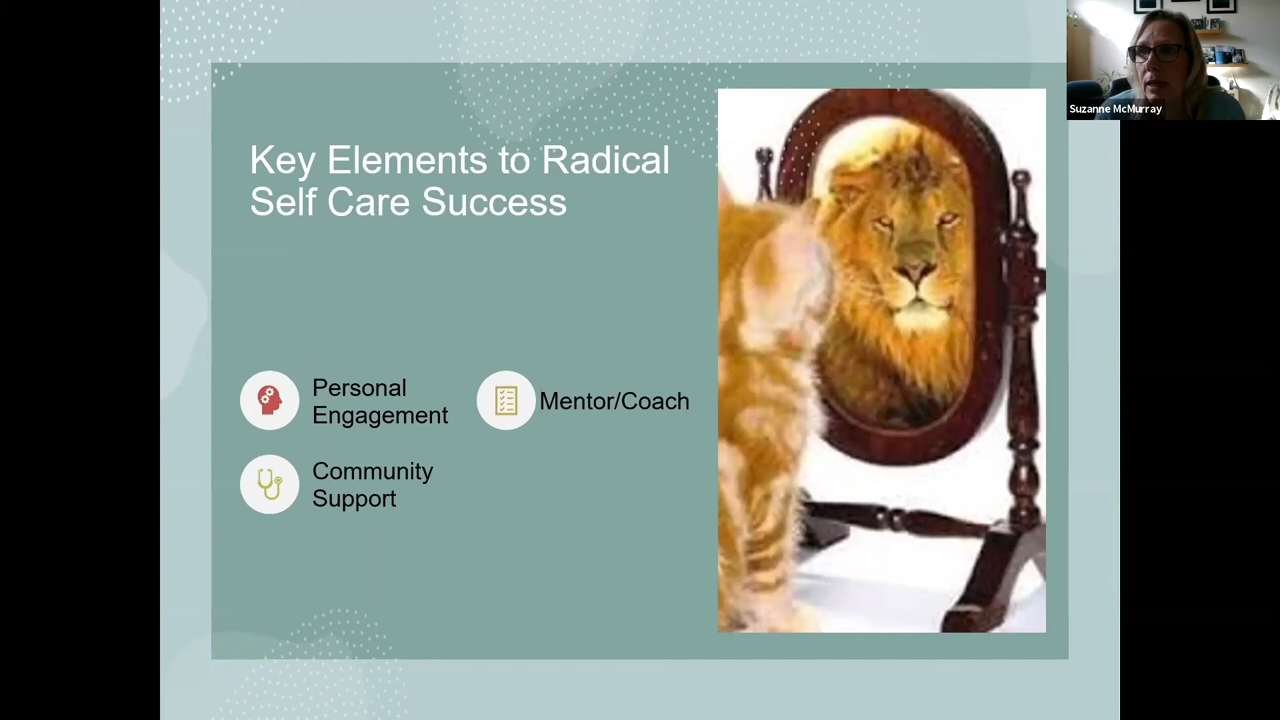 Key Elements to Radical
Self Care Success
Personal
Engagement
Mentor/Coach
Community
Support
Suzanne McMurray